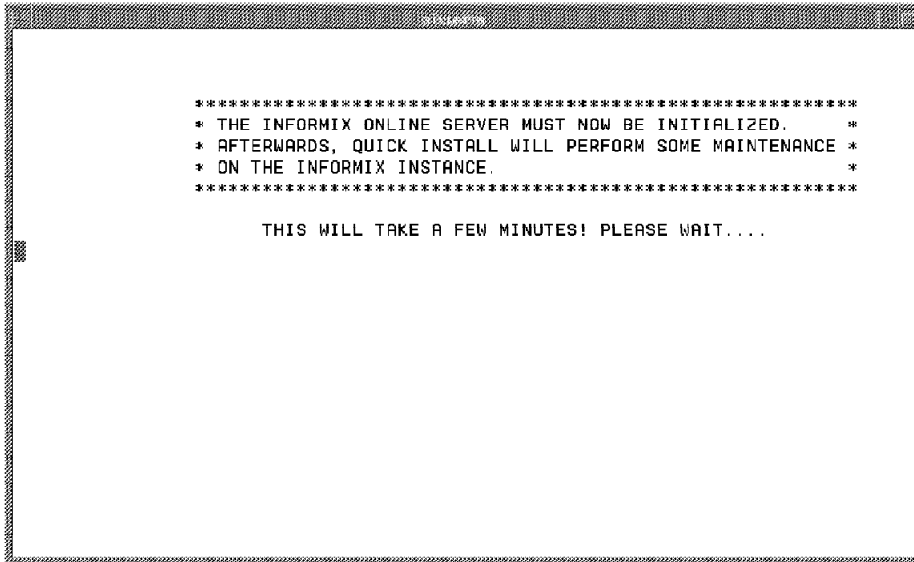 ***********************************************************
* THE INFORMIX ONLINE SERVER MUST NOW BE INITIALIZED.     *
* AFTERWARDS, QUICK INSTALL WILL PERFORM SOME MAINTENANCE *
* ON THE INFORMIX INSTANCE.                               *
***********************************************************
THIS WILL TAKE A FEW MINUTES! PLEASE WAIT....